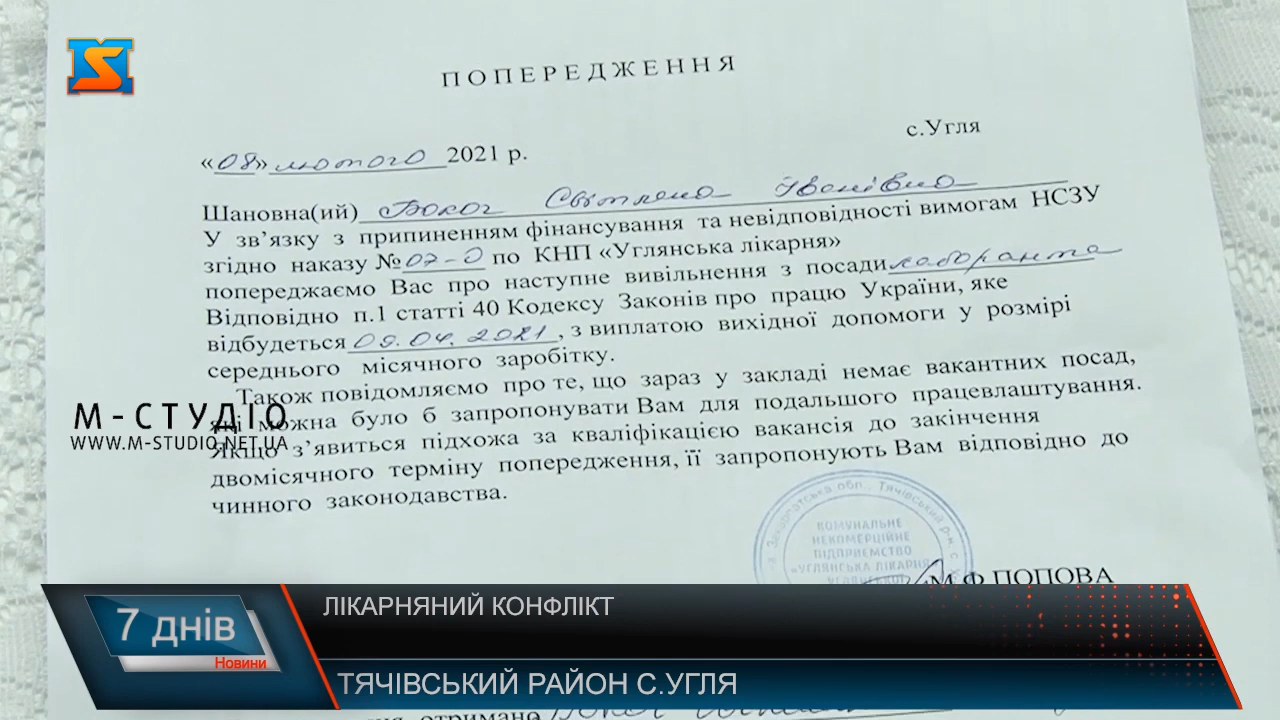 ПОПЕРЕДЖЕННЯ
с.Угля
«08» лютого 2021 р.
Шановна(ий) Бокоч Світлана Іванівна
У зв’язку з припиненням фінансування та невідповідності вимогам НСЗУ
згідно наказу №07-О по КНП «Углянська лікарня»
попереджаємо Вас про наступне вивільнення з посади лаборанта
Відповідно п.1 статті 40 Кодексу Законів про працю України, яке
відбудеться 09.04.2021, з виплатою вихідної допомоги у розмірі
середнього місячного заробітку.
Також повідомляємо про те, що зараз у закладі немає вакантних посад,
які можна було б запропонувати Вам для подальшого працевлаштування.
Якщо з’явиться підхожа за кваліфікацією вакансія до закінчення
двомісячного терміну попередження, її запропонують Вам відповідно до
чинного законодавства.
М-СТУДІО
WWW.M-STUDIO.NET.UA
Закарпатська обл., Тячівський р-н, с.
КОМУНАЛЬНЕ
НЕКОМЕРЦІЙНЕ
ПІДПРИЄМСТВО
«УГЛЯНСЬКА ЛІКАРНЯ
М.Ф.ПОПОВА
7 днів
Новини
ЛІКАРНЯНИЙ КОНФЛІКТ
ТЯЧІВСЬКИЙ РАЙОН С.УГЛЯ
отримано